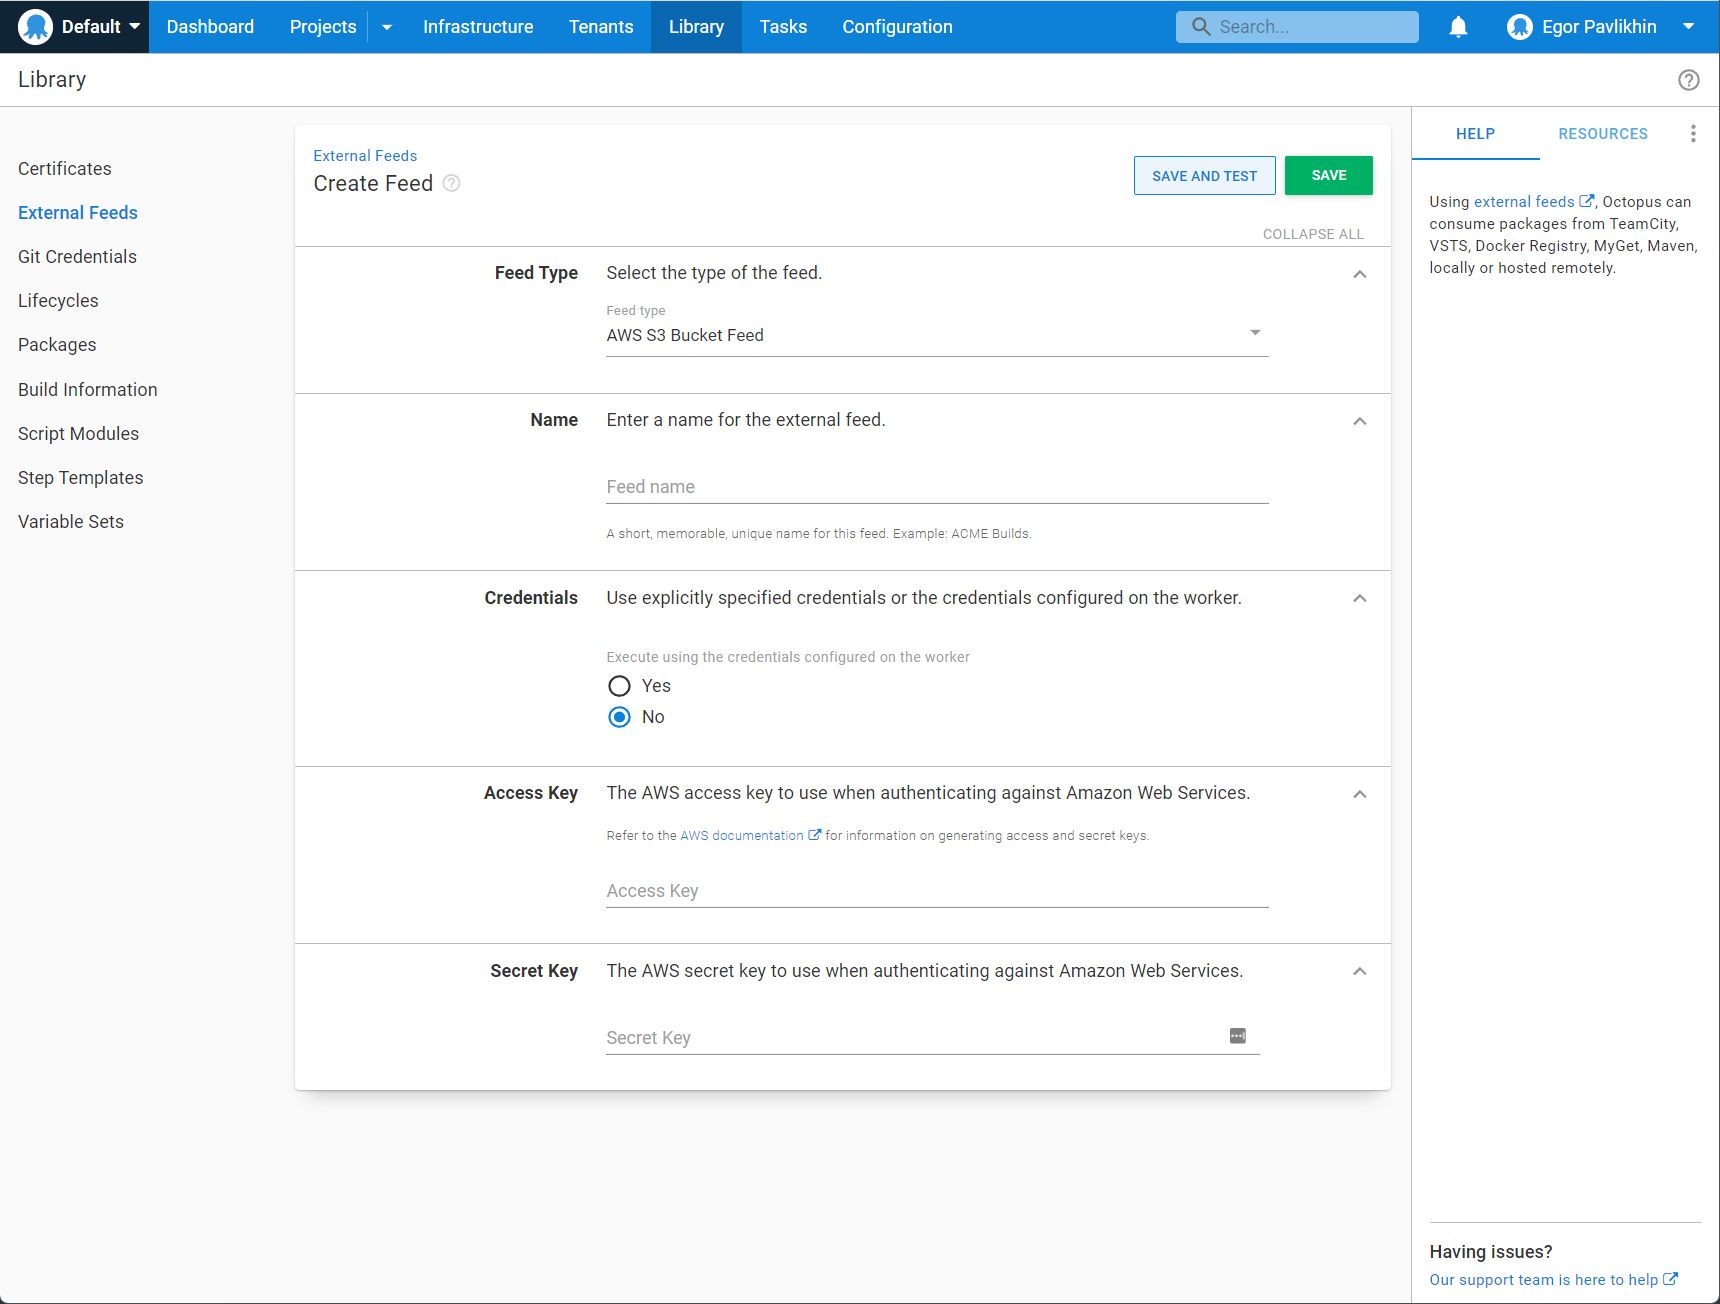 Default Dashboard Projects Infrastructure Tenants Library Tasks Configuration Search... Egor Pavlikhin
Library
Certificates
External Feeds
Git Credentials
Lifecycles
Packages
Build Information
Script Modules
Step Templates
Variable Sets
External Feeds
Create Feed
SAVE AND TEST
SAVE
COLLAPSE ALL
Feed Type Select the type of the feed.
Feed type
AWS S3 Bucket Feed
Name Enter a name for the external feed.
Feed name
A short, memorable, unique name for this feed. Example: ACME Builds.
Credentials Use explicitly specified credentials or the credentials configured on the worker.
Execute using the credentials configured on the worker
Yes
No
Access Key The AWS access key to use when authenticating against Amazon Web Services.
Refer to the AWS documentation for information on generating access and secret keys.
Access Key
Secret Key The AWS secret key to use when authenticating against Amazon Web Services.
Secret Key
HELP RESOURCES
Using external feeds , Octopus can
consume packages from TeamCity,
VSTS, Docker Registry, MyGet, Maven,
locally or hosted remotely.
Having issues?
Our support team is here to help